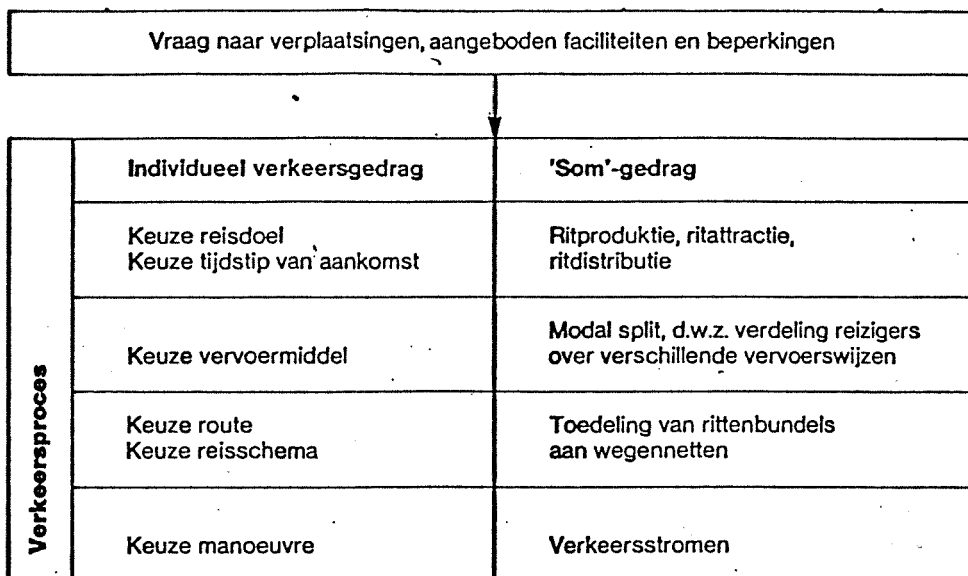 Vraag naar verplaatsingen, aangeboden faciliteiten en beperkingen
Verkeersproces
Individueel verkeersgedrag
'Som'-gedrag
Keuze reisdoel
Keuze tijdstip van aankomst
Ritproduktie, ritattractie,
ritdistributie
Keuze vervoermiddel
Modal split, d.w.z. verdeling reizigers
over verschillende vervoerswijzen
Keuze route
Keuze reisschema
Toedeling van rittenbundels
aan wegennetten
Keuze manoeuvre
Verkeersstromen